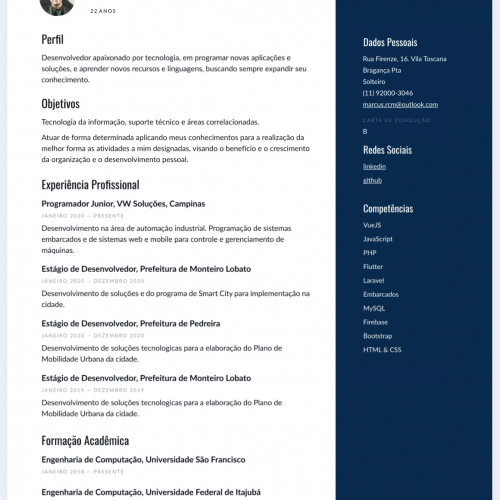 22 ANOS
Perfil
Desenvolvedor apaixonado por tecnologia, em programar novas aplicações e
soluções, e aprender novos recursos e linguagens, buscando sempre expandir seu
conhecimento.
Objetivos
Tecnologia da informação, suporte técnico e áreas correlacionadas.
Atuar de forma determinada aplicando meus conhecimentos para a realização da
melhor forma as atividades a mim designadas, visando o benefício e o crescimento
da organização e o desenvolvimento pessoal.
Experiência Profissional
Programador Junior, VW Soluções, Campinas
JANEIRO 2020 — PRESENTE
Desenvolvimento na área de automação industrial. Programação de sistemas
embarcados e de sistemas web e mobile para controle e gerenciamento de
máquinas.
Estágio de Desenvolvedor, Prefeitura de Monteiro Lobato
JANEIRO 2020 — DEZEMBRO 2020
Desenvolvimento de soluções e do programa de Smart City para implementação na
cidade.
Estágio de Desenvolvedor, Prefeitura de Pedreira
JANEIRO 2020 — DEZEMBRO 2020
Desenvolvimento de soluções tecnologicas para a elaboração do Plano de
Mobilidade Urbana da cidade.
Estágio de Desenvolvedor, Prefeitura de Monteiro Lobato
JANEIRO 2019 — DEZEMBRO 2019
Desenvolvimento de soluções tecnologicas para a elaboração do Plano de
Mobilidade Urbana da cidade.
Formação Acadêmica
Engenharia de Computação, Universidade São Francisco
JANEIRO 2018 — PRESENTE
Engenharia de Computação, Universidade Federal de Itajubá
Dados Pessoais
Rua Firenze, 16. Vila Toscana
Bragança Pta
Solteiro
(11) 92000-3046
marcus.rcm@outlook.com
CARTA DE CONDUÇÃO
B
Redes Sociais
linkedin
github
Competências
VueJS
JavaScript
PHP
Flutter
Laravel
Embarcados
MySQL
Firebase
Bootstrap
HTML & CSS